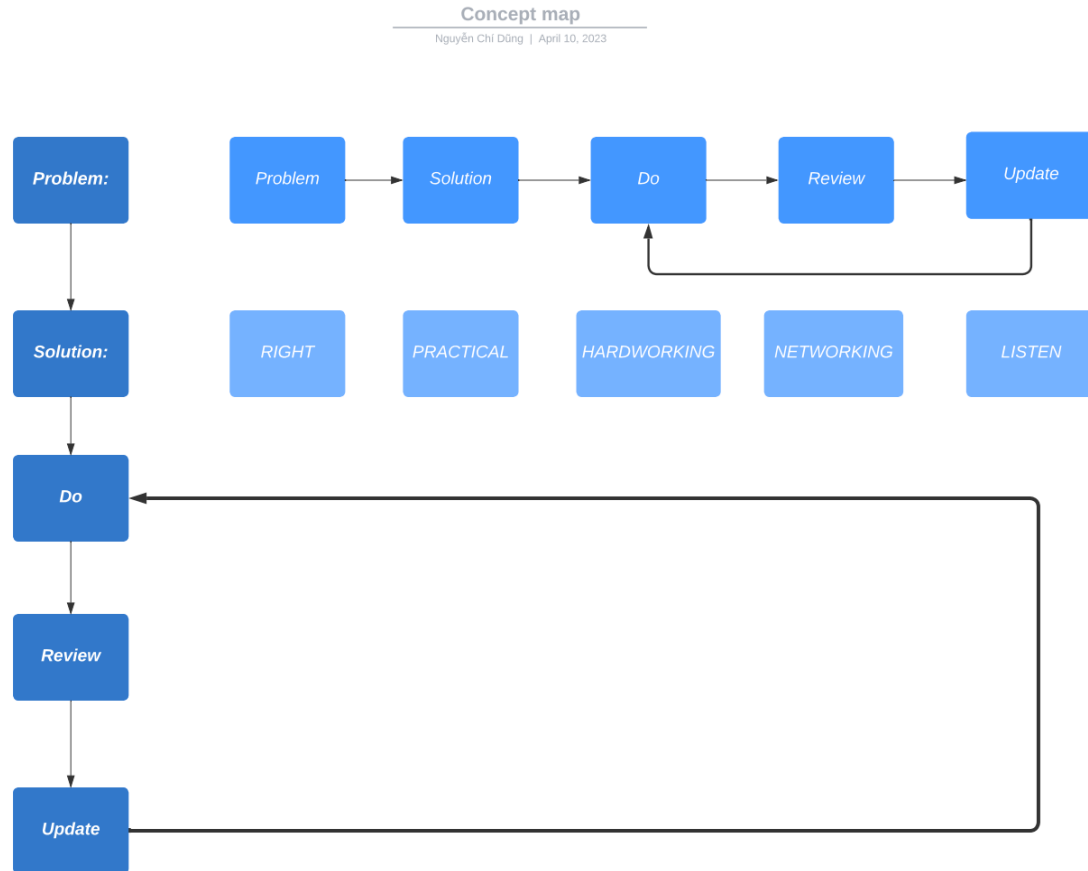 Concept map
Nguyễn Chí Dũng | April 10, 2023
Problem:
Problem
Solution
Do
Review
Update
Solution:
RIGHT
PRACTICAL
HARDWORKING
NETWORKING
LISTEN
Do
Review
Update